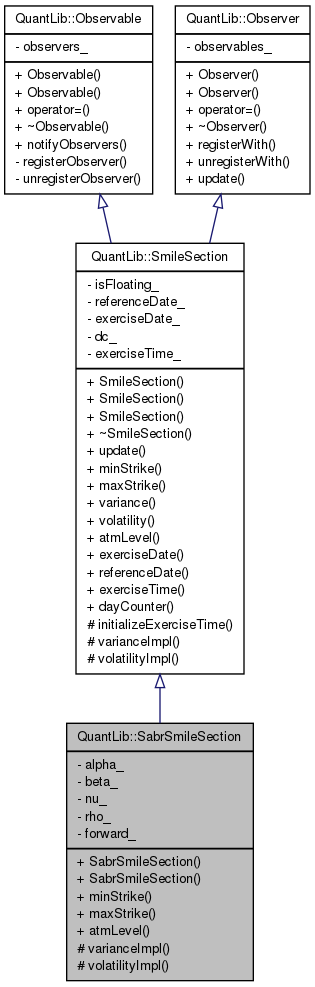 QuantLib::Observable
- observers_
+ Observable()
+ Observable()
+ operator=()
+ ~Observable()
+ notifyObservers()
- registerObserver()
- unregisterObserver()
QuantLib::Observer
- observables_
+ Observer()
+ Observer()
+ operator=()
+ ~Observer()
+ registerWith()
+ unregisterWith()
+ update()
QuantLib::SmileSection
- isFloating_
- referenceDate_
- exerciseDate_
- dc_
- exerciseTime_
+ SmileSection()
+ SmileSection()
+ SmileSection()
+ ~SmileSection()
+ update()
+ minStrike()
+ maxStrike()
+ variance()
+ volatility()
+ atmLevel()
+ exerciseDate()
+ referenceDate()
+ exerciseTime()
+ dayCounter()
# initializeExerciseTime()
# varianceImpl()
# volatilityImpl()
QuantLib::SabrSmileSection
- alpha_
- beta_
- nu_
- rho_
- forward_
+ SabrSmileSection()
+ SabrSmileSection()
+ minStrike()
+ maxStrike()
+ atmLevel()
# varianceImpl()
# volatilityImpl()